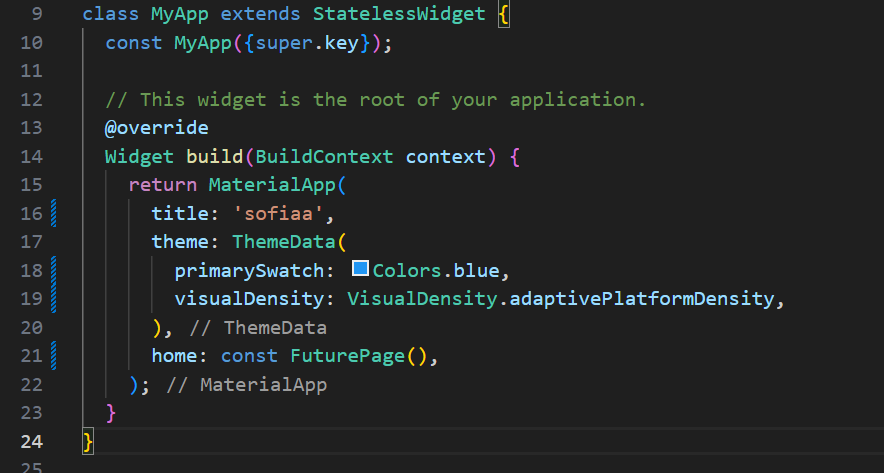 9 class MyApp extends StatelessWidget {
10   const MyApp({super.key});
11
12   // This widget is the root of your application.
13   @override
14   Widget build(BuildContext context) {
15     return MaterialApp(
16       title: 'sofiaa',
17       theme: ThemeData(
18         primarySwatch: Colors.blue,
19         visualDensity: VisualDensity.adaptivePlatformDensity,
20       ), // ThemeData
21       home: const FuturePage(),
22     ); // MaterialApp
23   }
24 }
25